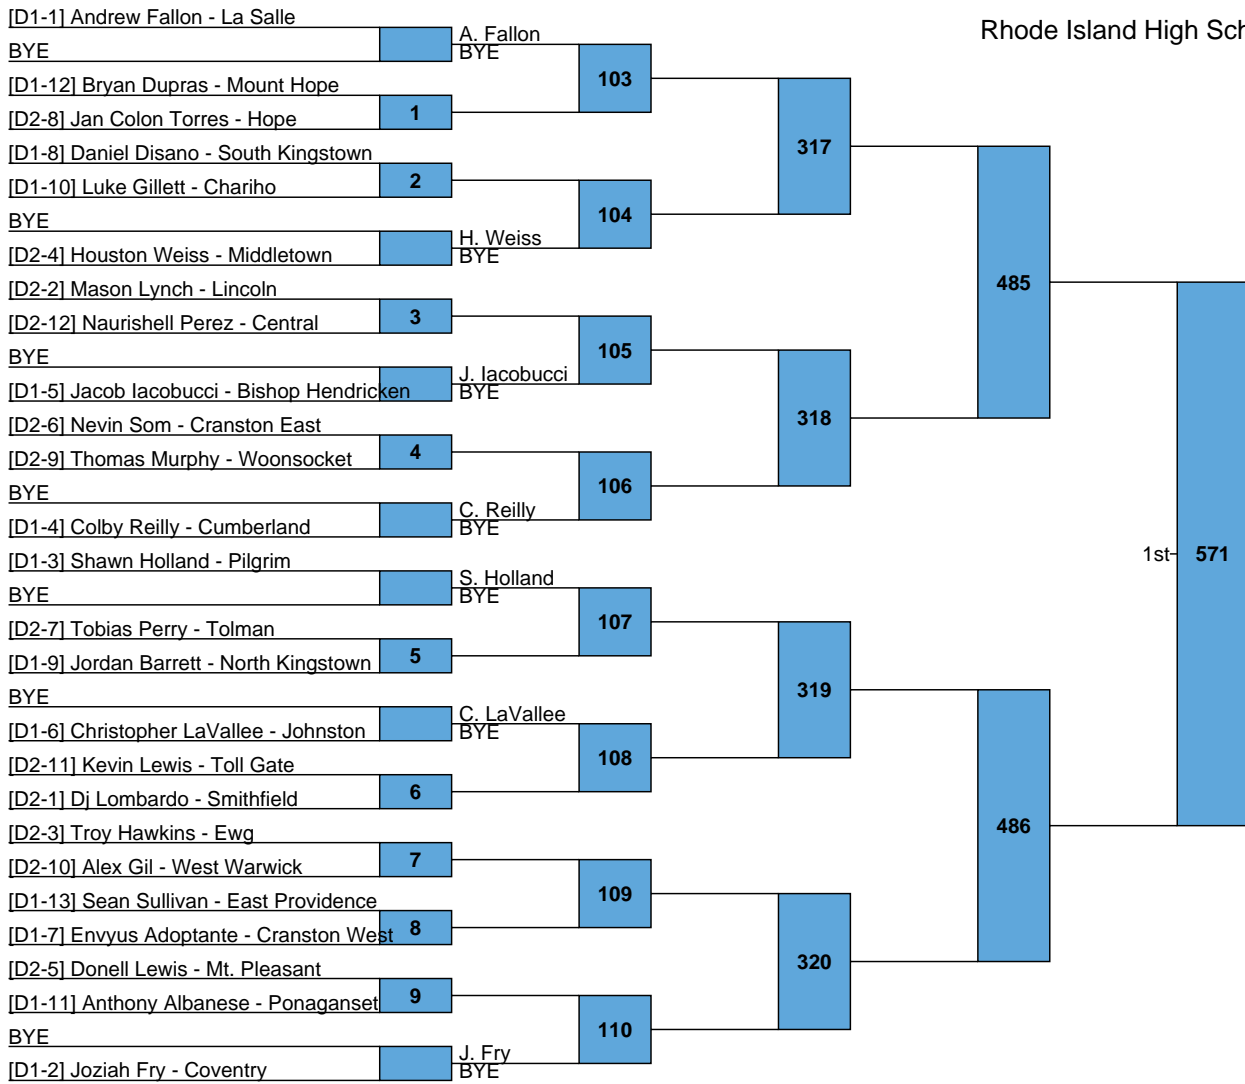 [D1-1] Andrew Fallon - La Salle
Rhode Island High Sch
A. Fallon
BYE
BYE
[D1-12] Bryan Dupras - Mount Hope
103
1
[D2-8] Jan Colon Torres - Hope
317
[D1-8] Daniel Disano - South Kingstown
2
[D1-10] Luke Gillett - Chariho
104
BYE
H. Weiss
BYE
[D2-4] Houston Weiss - Middletown
485
[D2-2] Mason Lynch - Lincoln
3
[D2-12] Naurishell Perez - Central
105
BYE
J. Iacobucci
BYE
[D1-5] Jacob Iacobucci - Bishop Hendricken
318
[D2-6] Nevin Som - Cranston East
4
[D2-9] Thomas Murphy - Woonsocket
106
BYE
C. Reilly
BYE
[D1-4] Colby Reilly - Cumberland
1st
571
[D1-3] Shawn Holland - Pilgrim
S. Holland
BYE
BYE
107
[D2-7] Tobias Perry - Tolman
5
[D1-9] Jordan Barrett - North Kingstown
319
BYE
C. LaVallee
BYE
[D1-6] Christopher LaVallee - Johnston
108
[D2-11] Kevin Lewis - Toll Gate
6
[D2-1] Dj Lombardo - Smithfield
486
[D2-3] Troy Hawkins - Ewg
7
[D2-10] Alex Gil - West Warwick
109
[D1-13] Sean Sullivan - East Providence
8
[D1-7] Envyus Adoptante - Cranston West
320
[D2-5] Donell Lewis - Mt. Pleasant
9
[D1-11] Anthony Albanese - Ponaganset
110
BYE
J. Fry
BYE
[D1-2] Joziah Fry - Coventry